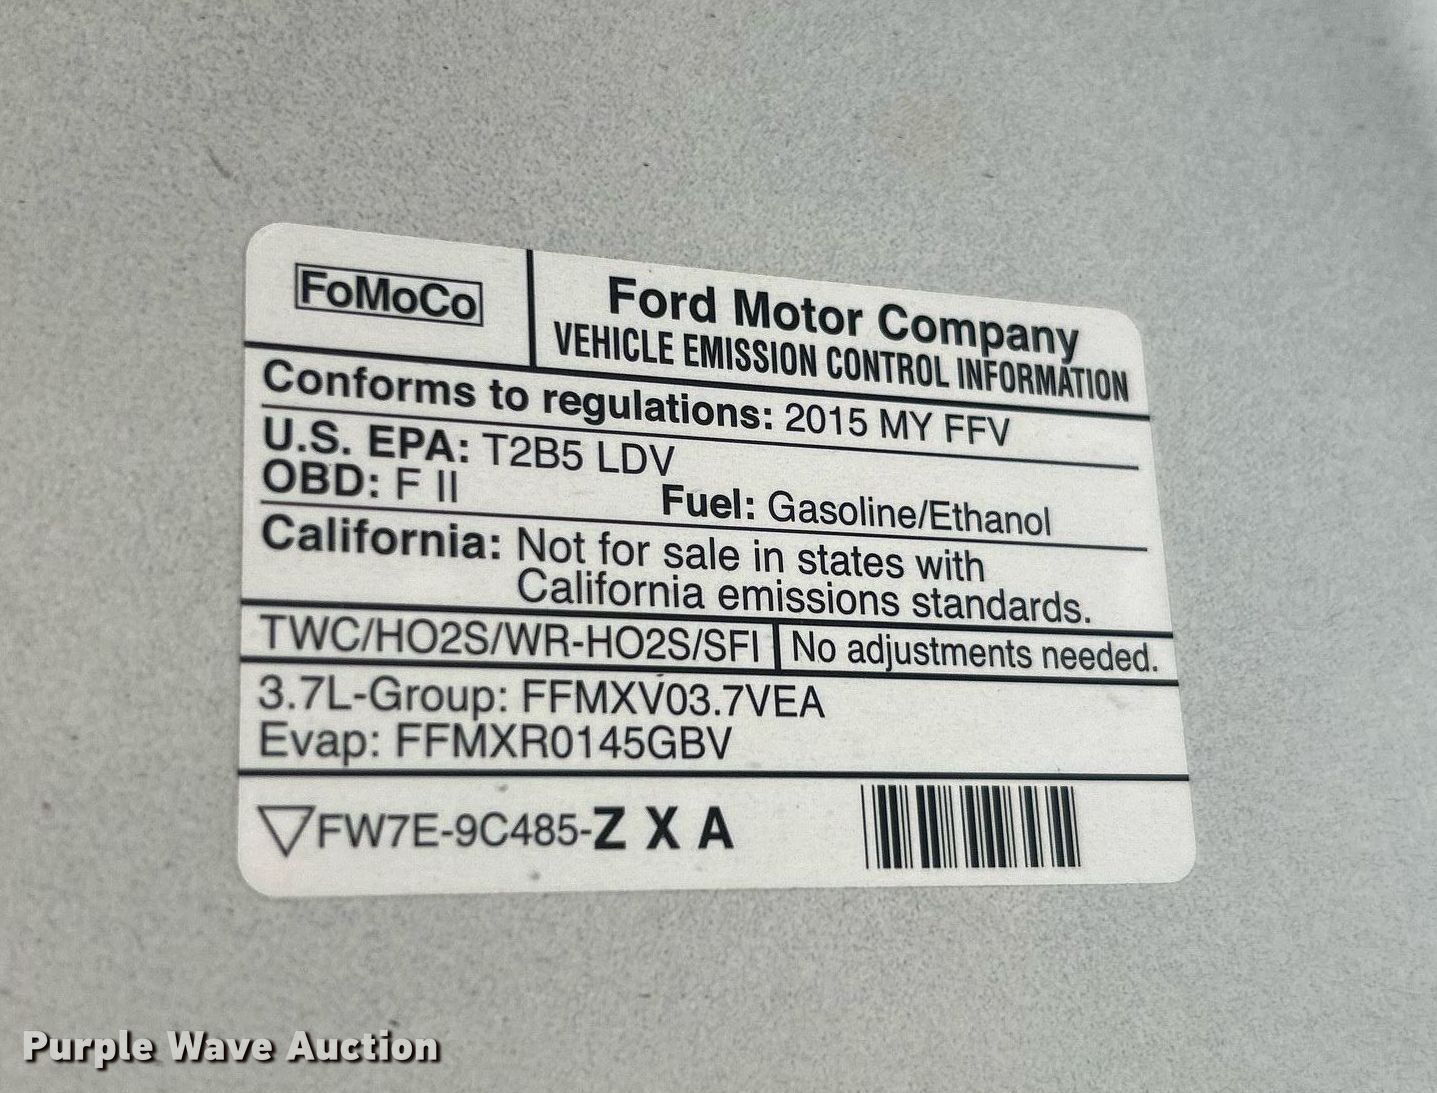 FoMoCo
Ford Motor Company
VEHICLE EMISSION CONTROL INFORMATION
Conforms to regulations: 2015 MY FFV
U.S. EPA: T2B5 LDV
OBD: F II Fuel: Gasoline/Ethanol
California: Not for sale in states with
California emissions standards.
TWC/HO2S/WR-HO2S/SFI No adjustments needed.
3.7L-Group: FFMXV03.7VEA
Evap: FFMXR0145GBV
FW7E-9C485-Z X A
Purple Wave Auction